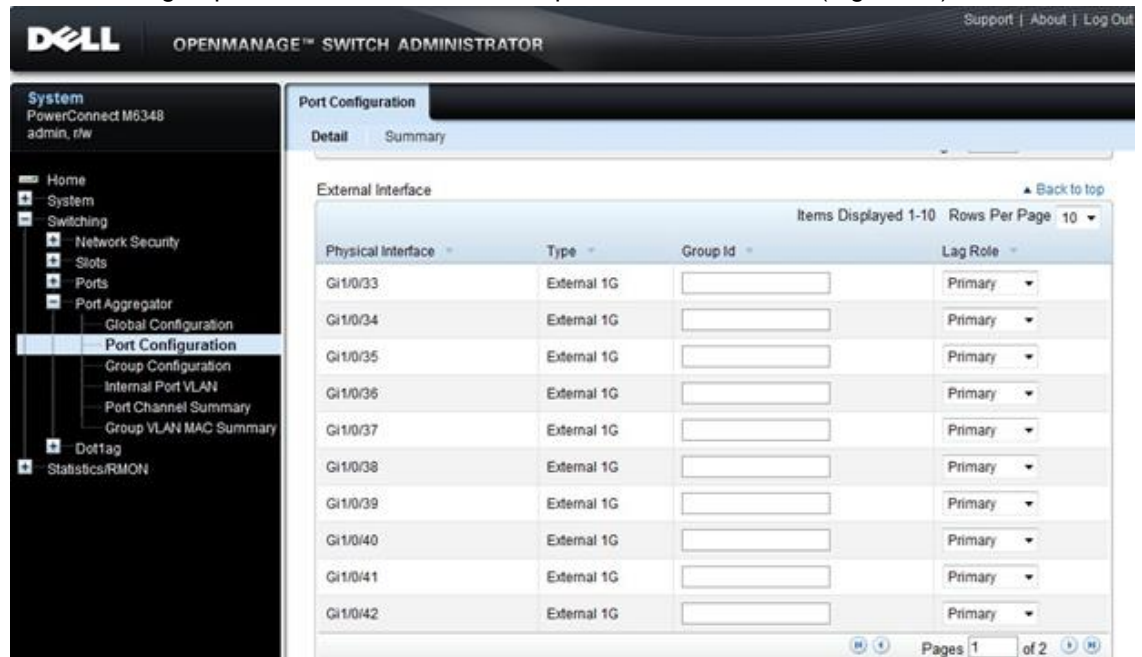 Support | About | Log Out
DELL OPENMANAGE™ SWITCH ADMINISTRATOR
System
PowerConnect M6348
admin, r/w
Home
System
Switching
Network Security
Slots
Ports
Port Aggregator
Global Configuration
Port Configuration
Group Configuration
Internal Port VLAN
Port Channel Summary
Group VLAN MAC Summary
Dot1ag
Statistics/RMON
Port Configuration
Detail Summary
External Interface Back to top
Items Displayed 1-10 Rows Per Page 10
Physical Interface Type Group Id Lag Role
Gi1/0/33 External 1G Primary
Gi1/0/34 External 1G Primary
Gi1/0/35 External 1G Primary
Gi1/0/36 External 1G Primary
Gi1/0/37 External 1G Primary
Gi1/0/38 External 1G Primary
Gi1/0/39 External 1G Primary
Gi1/0/40 External 1G Primary
Gi1/0/41 External 1G Primary
Gi1/0/42 External 1G Primary
Pages 1 of 2